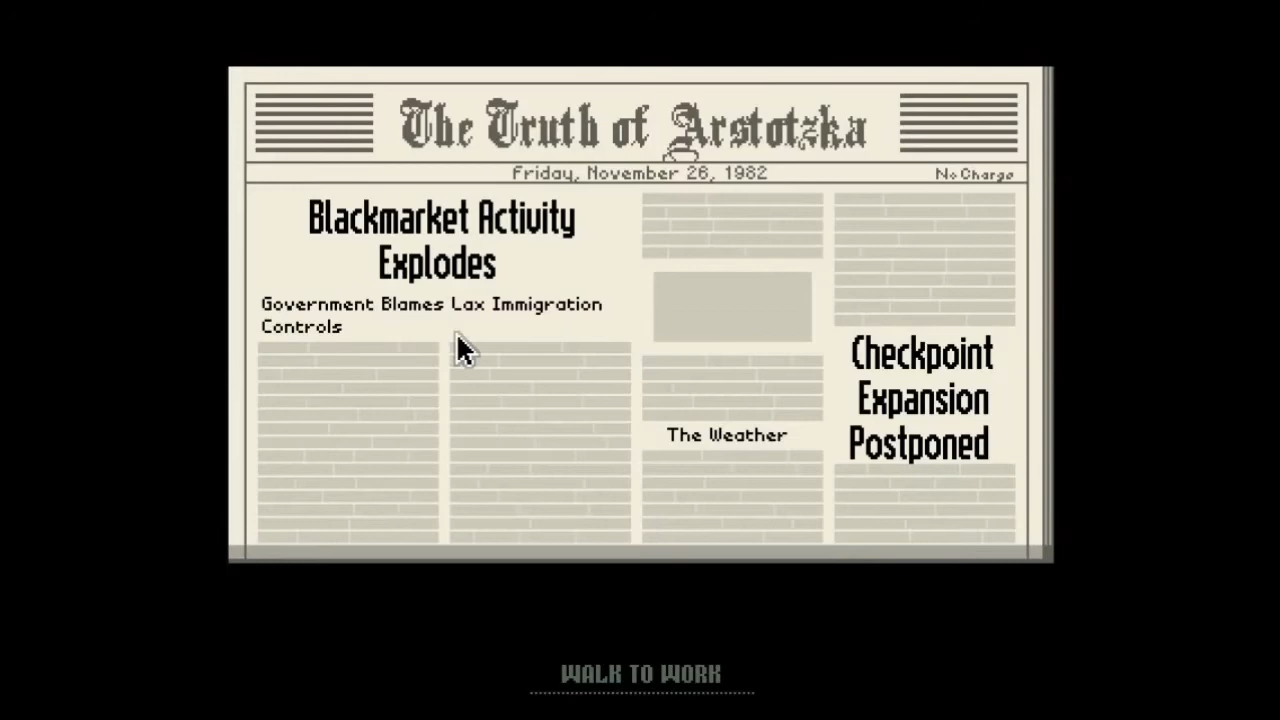 The Truth of Arstotzka
Friday, November 26, 1982
No Charge
Blackmarket Activity
Explodes
Government Blames Lax Immigration
Controls
The Weather
Checkpoint
Expansion
Postponed
WALK TO WORK